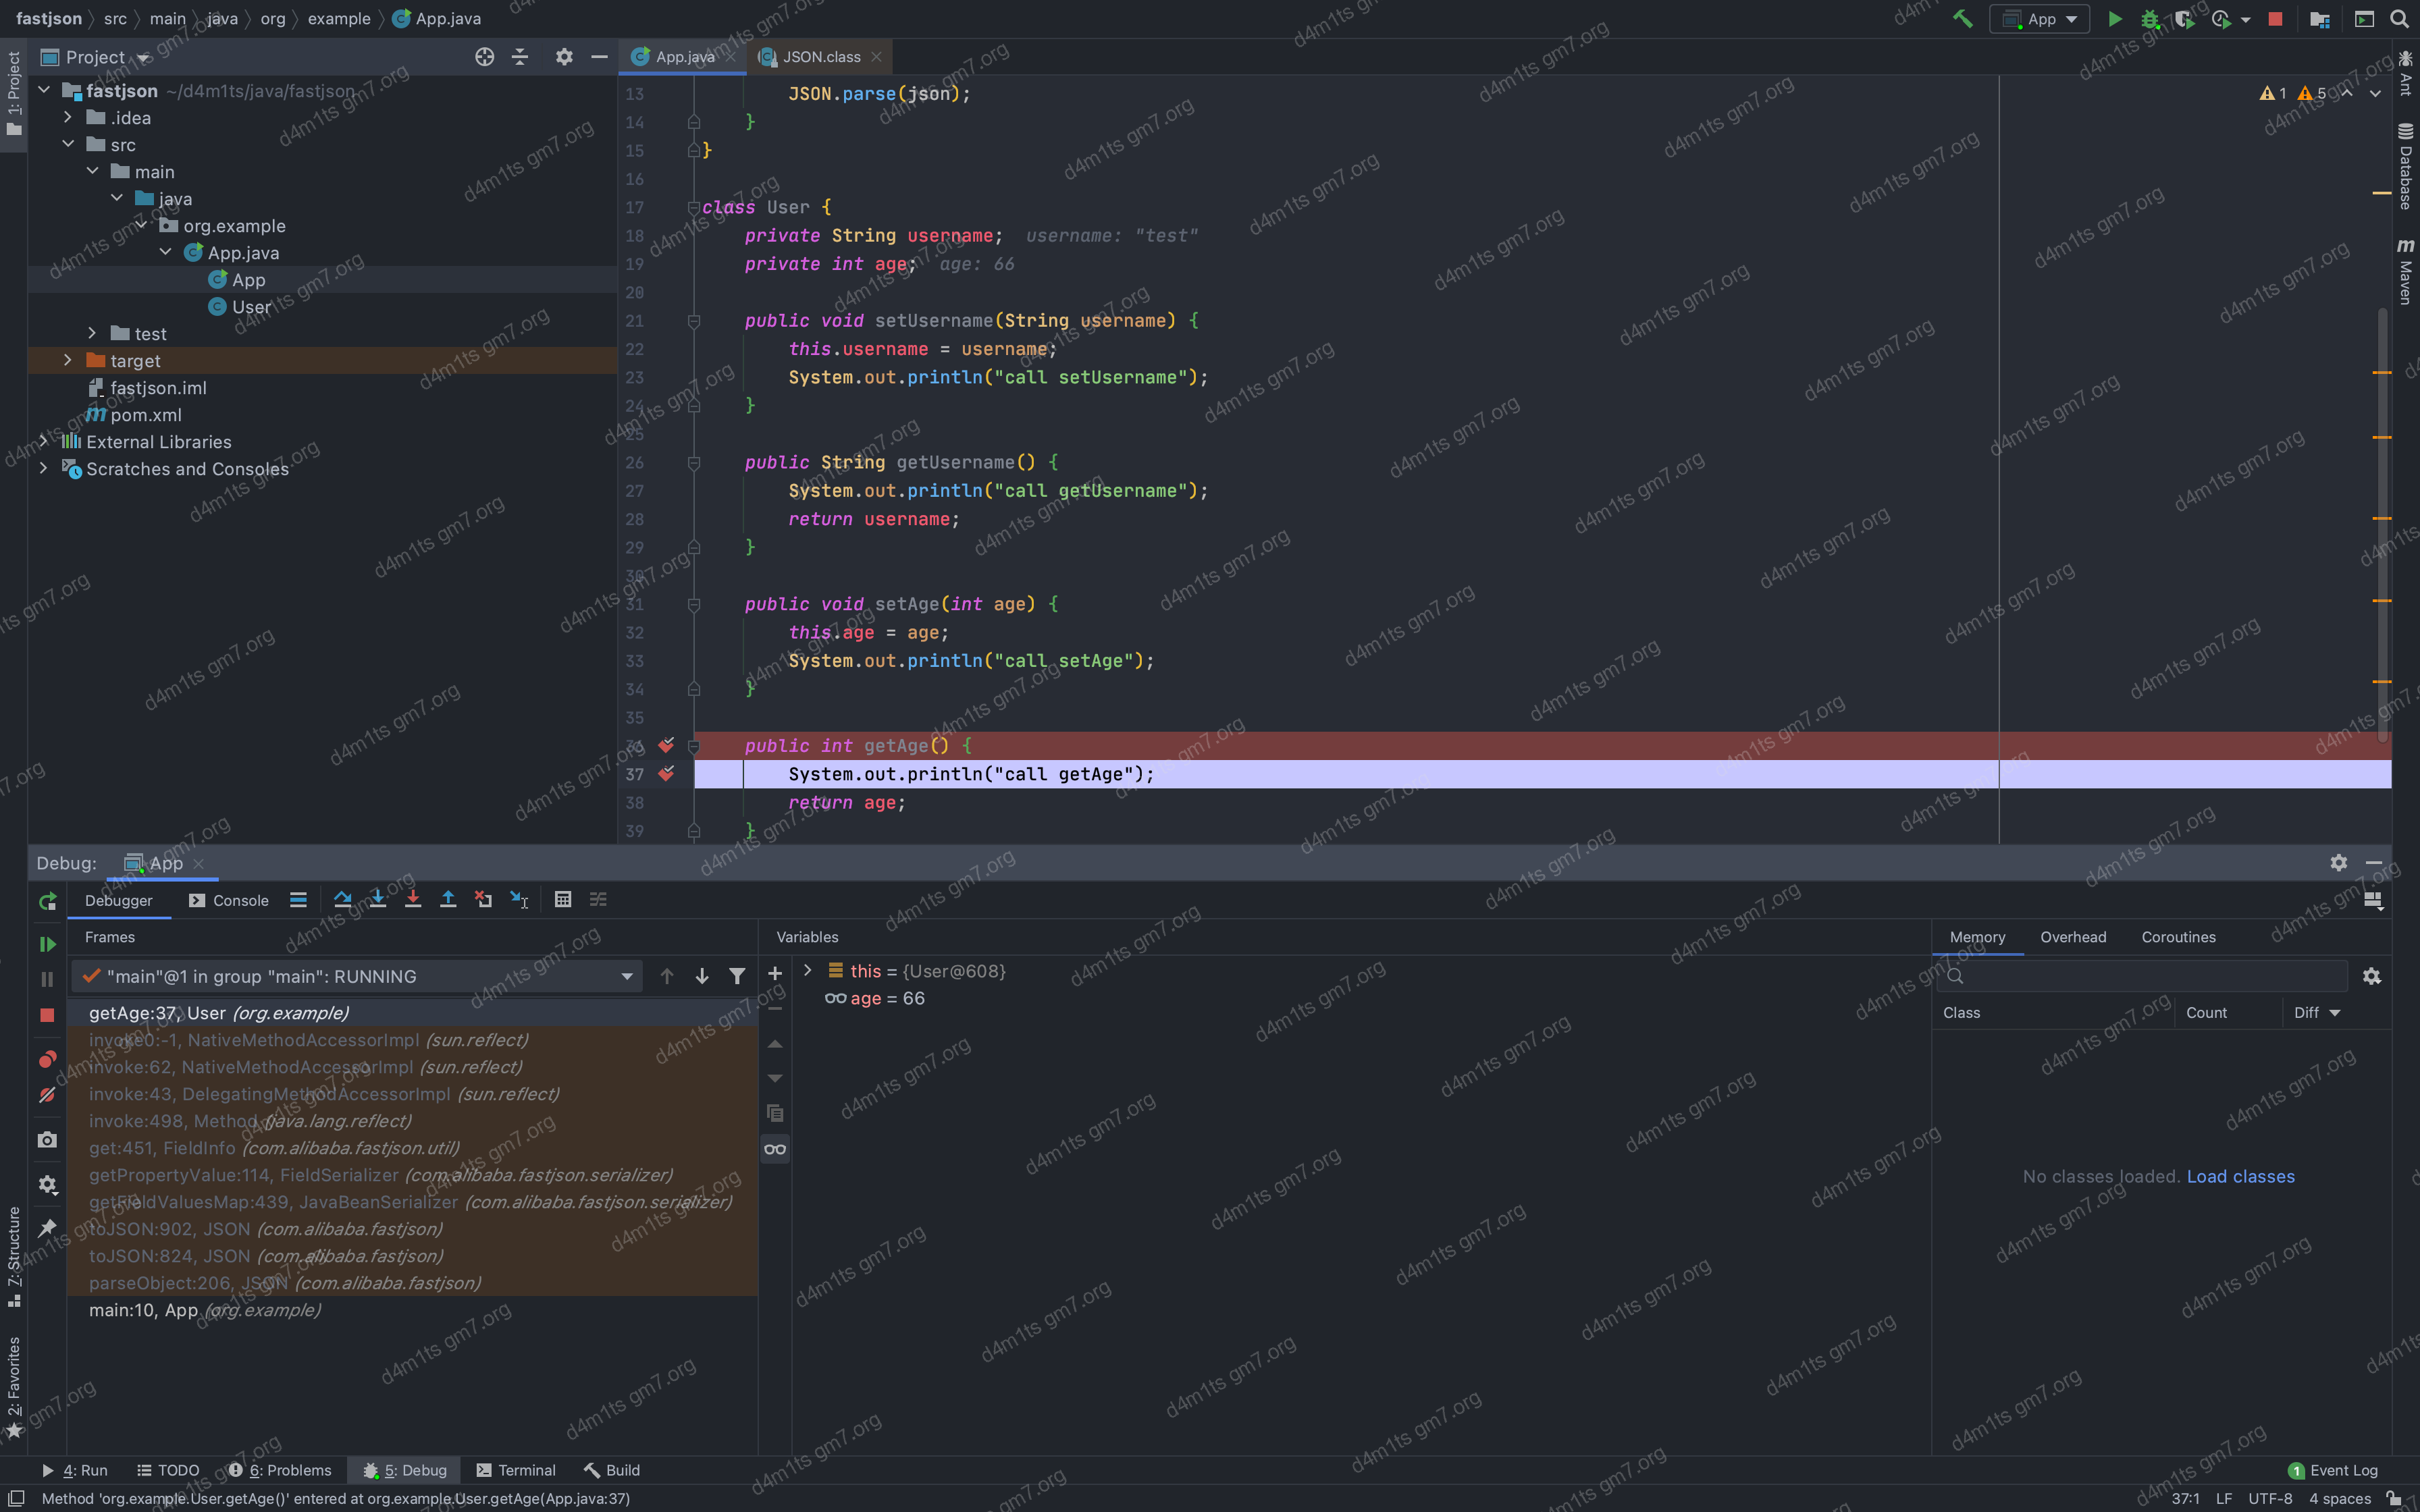 fastjson src main java org example App.java
App
Project
App.java
JSON.class
fastjson ~/d4m1ts/java/fastjson
.idea
src
main
java
org.example
App.java
App
User
test
target
fastjson.iml
pom.xml
External Libraries
Scratches and Consoles
1: Project
7: Structure
2: Favorites
Ant
Database
Maven
1 5
13 JSON.parse(json);
14 }
15 }
16
17 class User {
18 private String username; username: "test"
19 private int age; age: 66
20
21 public void setUsername(String username) {
22 this.username = username;
23 System.out.println("call setUsername");
24 }
25
26 public String getUsername() {
27 System.out.println("call getUsername");
28 return username;
29 }
30
31 public void setAge(int age) {
32 this.age = age;
33 System.out.println("call setAge");
34 }
35
36 public int getAge() {
37 System.out.println("call getAge");
38 return age;
39 }
Debug: App
Debugger Console
Frames
"main"@1 in group "main": RUNNING
getAge:37, User (org.example)
invoke0:-1, NativeMethodAccessorImpl (sun.reflect)
invoke:62, NativeMethodAccessorImpl (sun.reflect)
invoke:43, DelegatingMethodAccessorImpl (sun.reflect)
invoke:498, Method (java.lang.reflect)
get:451, FieldInfo (com.alibaba.fastjson.util)
getPropertyValue:114, FieldSerializer (com.alibaba.fastjson.serializer)
getFieldValuesMap:439, JavaBeanSerializer (com.alibaba.fastjson.serializer)
toJSON:902, JSON (com.alibaba.fastjson)
toJSON:824, JSON (com.alibaba.fastjson)
parseObject:206, JSON (com.alibaba.fastjson)
main:10, App (org.example)
Variables
this = {User@608}
age = 66
Memory Overhead Coroutines
Class Count Diff
No classes loaded. Load classes
4: Run TODO 6: Problems 5: Debug Terminal Build
1 Event Log
Method 'org.example.User.getAge()' entered at org.example.User.getAge(App.java:37)
37:1 LF UTF-8 4 spaces
d4m1ts gm7.org